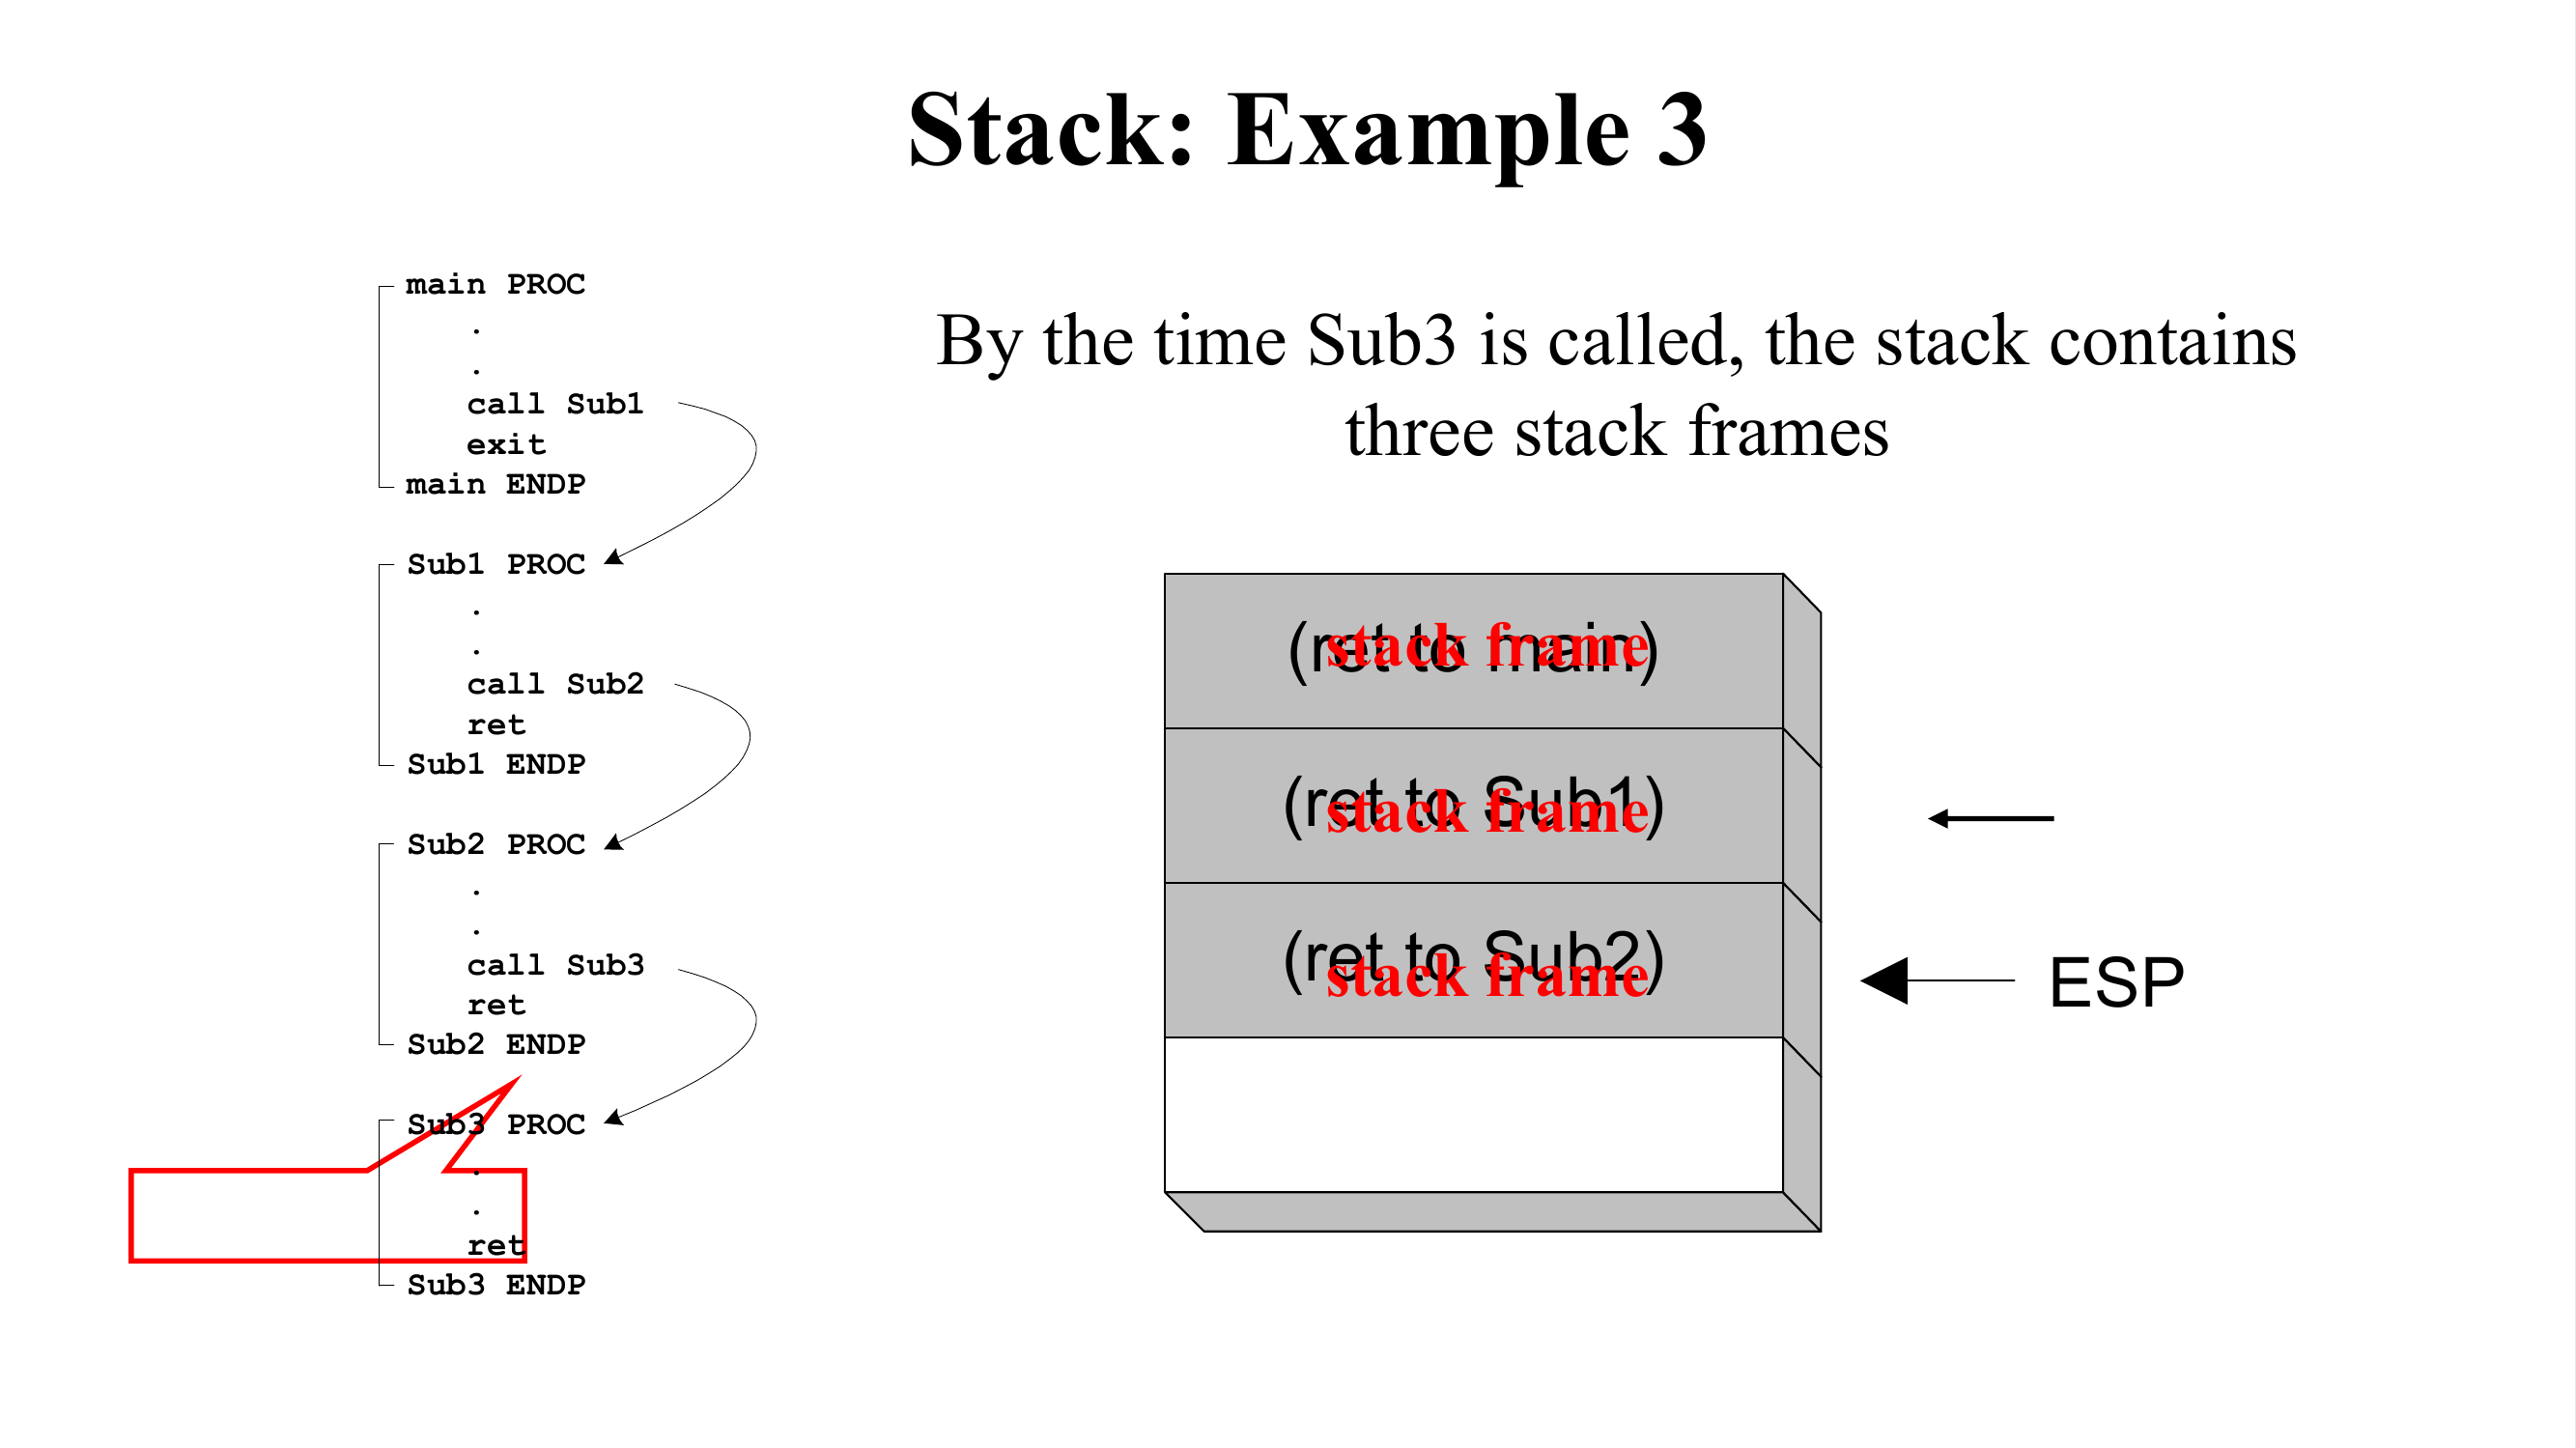 Stack: Example 3
main PROC
.
.
call Sub1
exit
main ENDP
Sub1 PROC
.
.
call Sub2
ret
Sub1 ENDP
Sub2 PROC
.
.
call Sub3
ret
Sub2 ENDP
Sub3 PROC
.
.
ret
Sub3 ENDP
By the time Sub3 is called, the stack contains
three stack frames
(ret to main)
stack frame
(ret to Sub1)
stack frame
(ret to Sub2)
stack frame
ESP